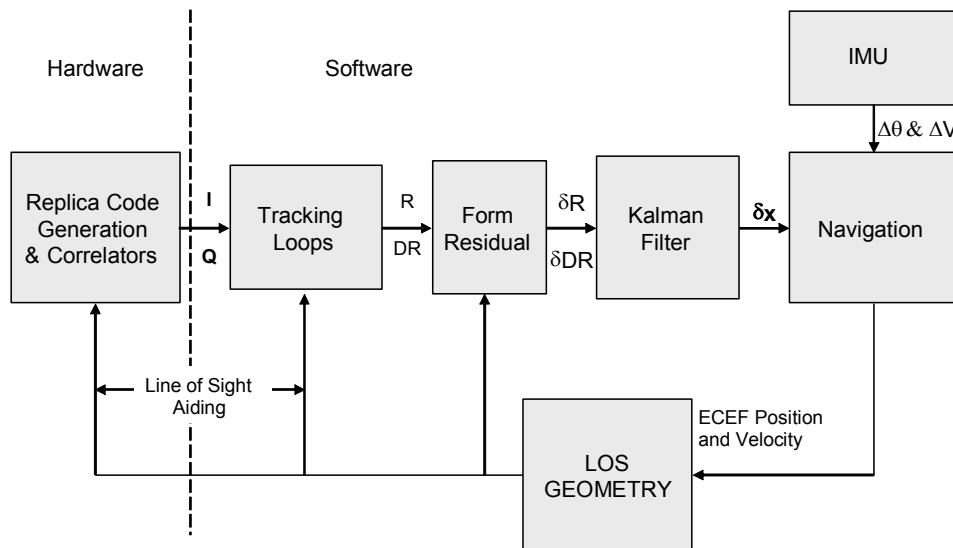 Hardware
Software
IMU
Δθ & ΔV
Replica Code
Generation
& Correlators
I
Q
Tracking
Loops
R
DR
Form
Residual
δR
δDR
Kalman
Filter
δx
Navigation
Line of Sight
Aiding
ECEF Position
and Velocity
LOS
GEOMETRY